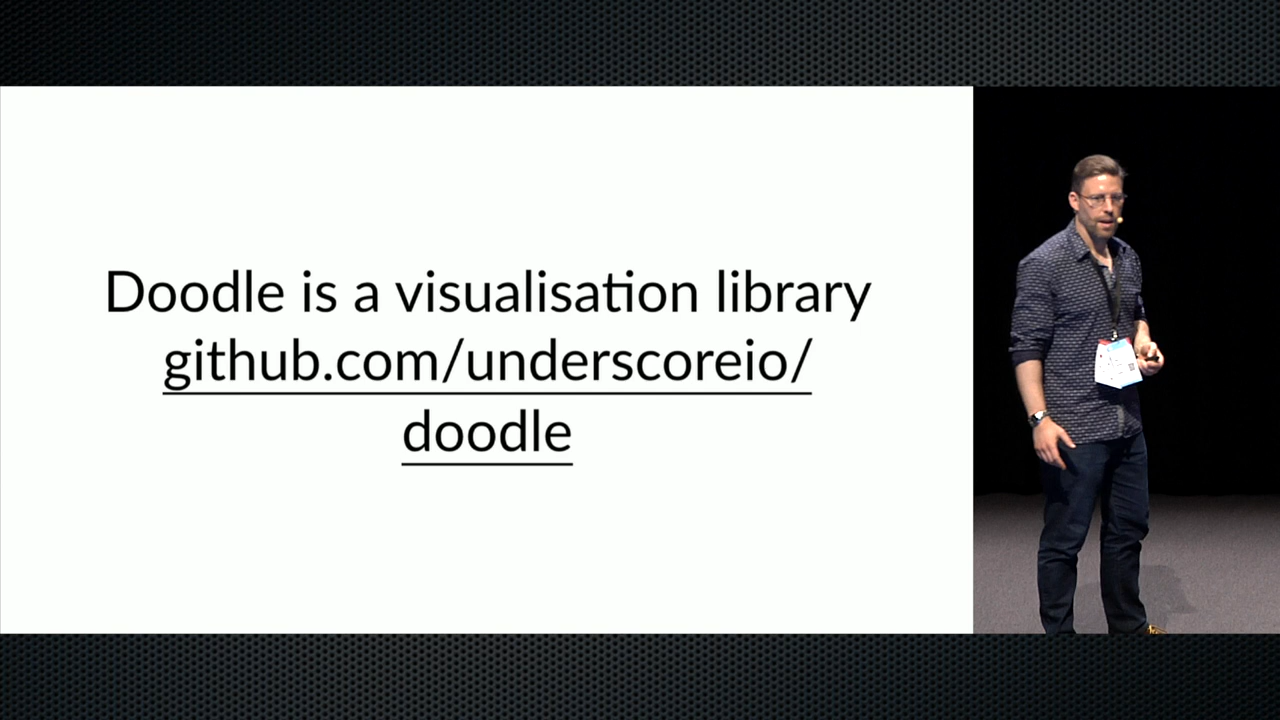 Doodle is a visualisation library
github.com/underscoreio/
doodle